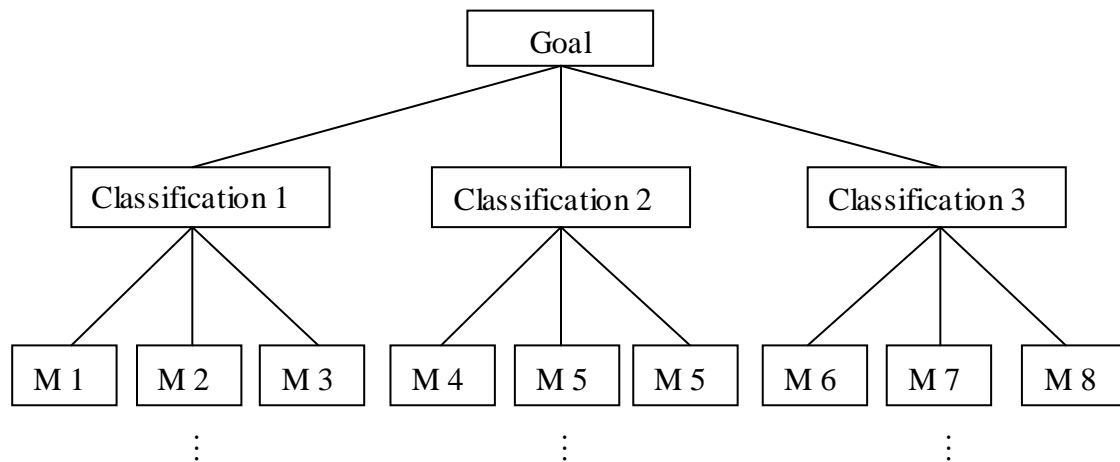 Goal
Classification 1 Classification 2 Classification 3
M 1 M 2 M 3 M 4 M 5 M 5 M 6 M 7 M 8
⋮ ⋮ ⋮